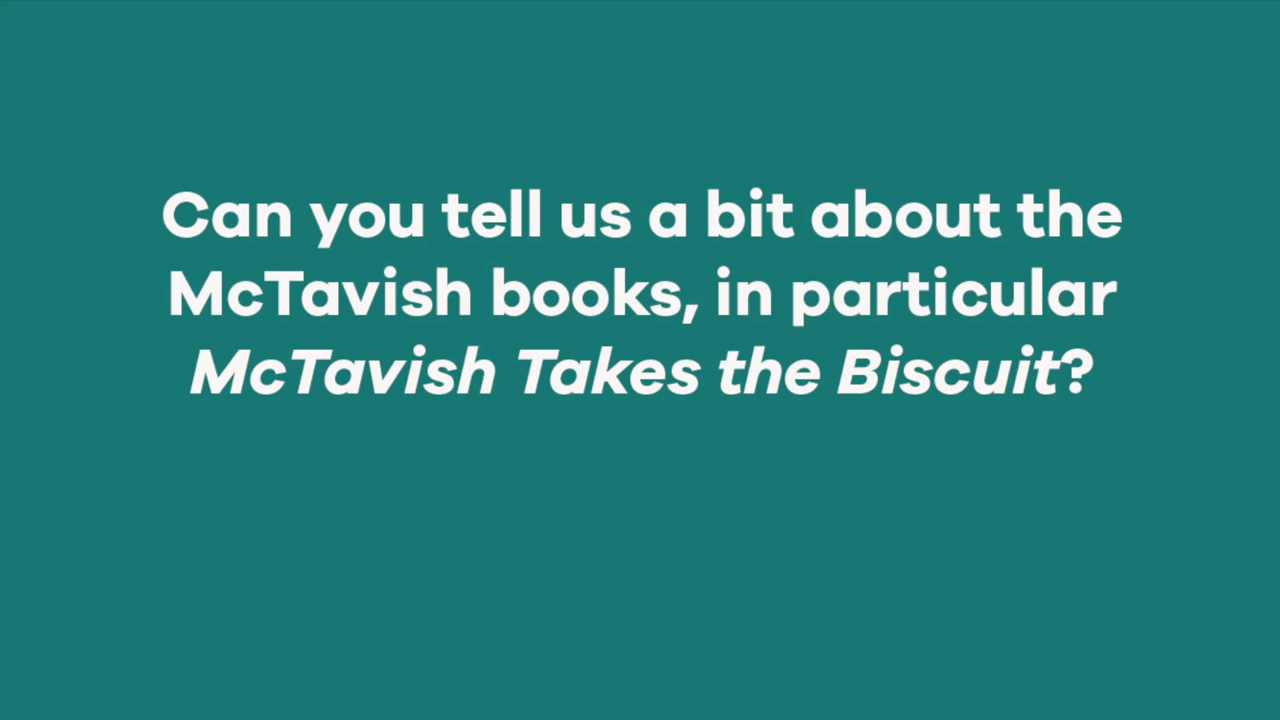 Can you tell us a bit about the
McTavish books, in particular
McTavish Takes the Biscuit?